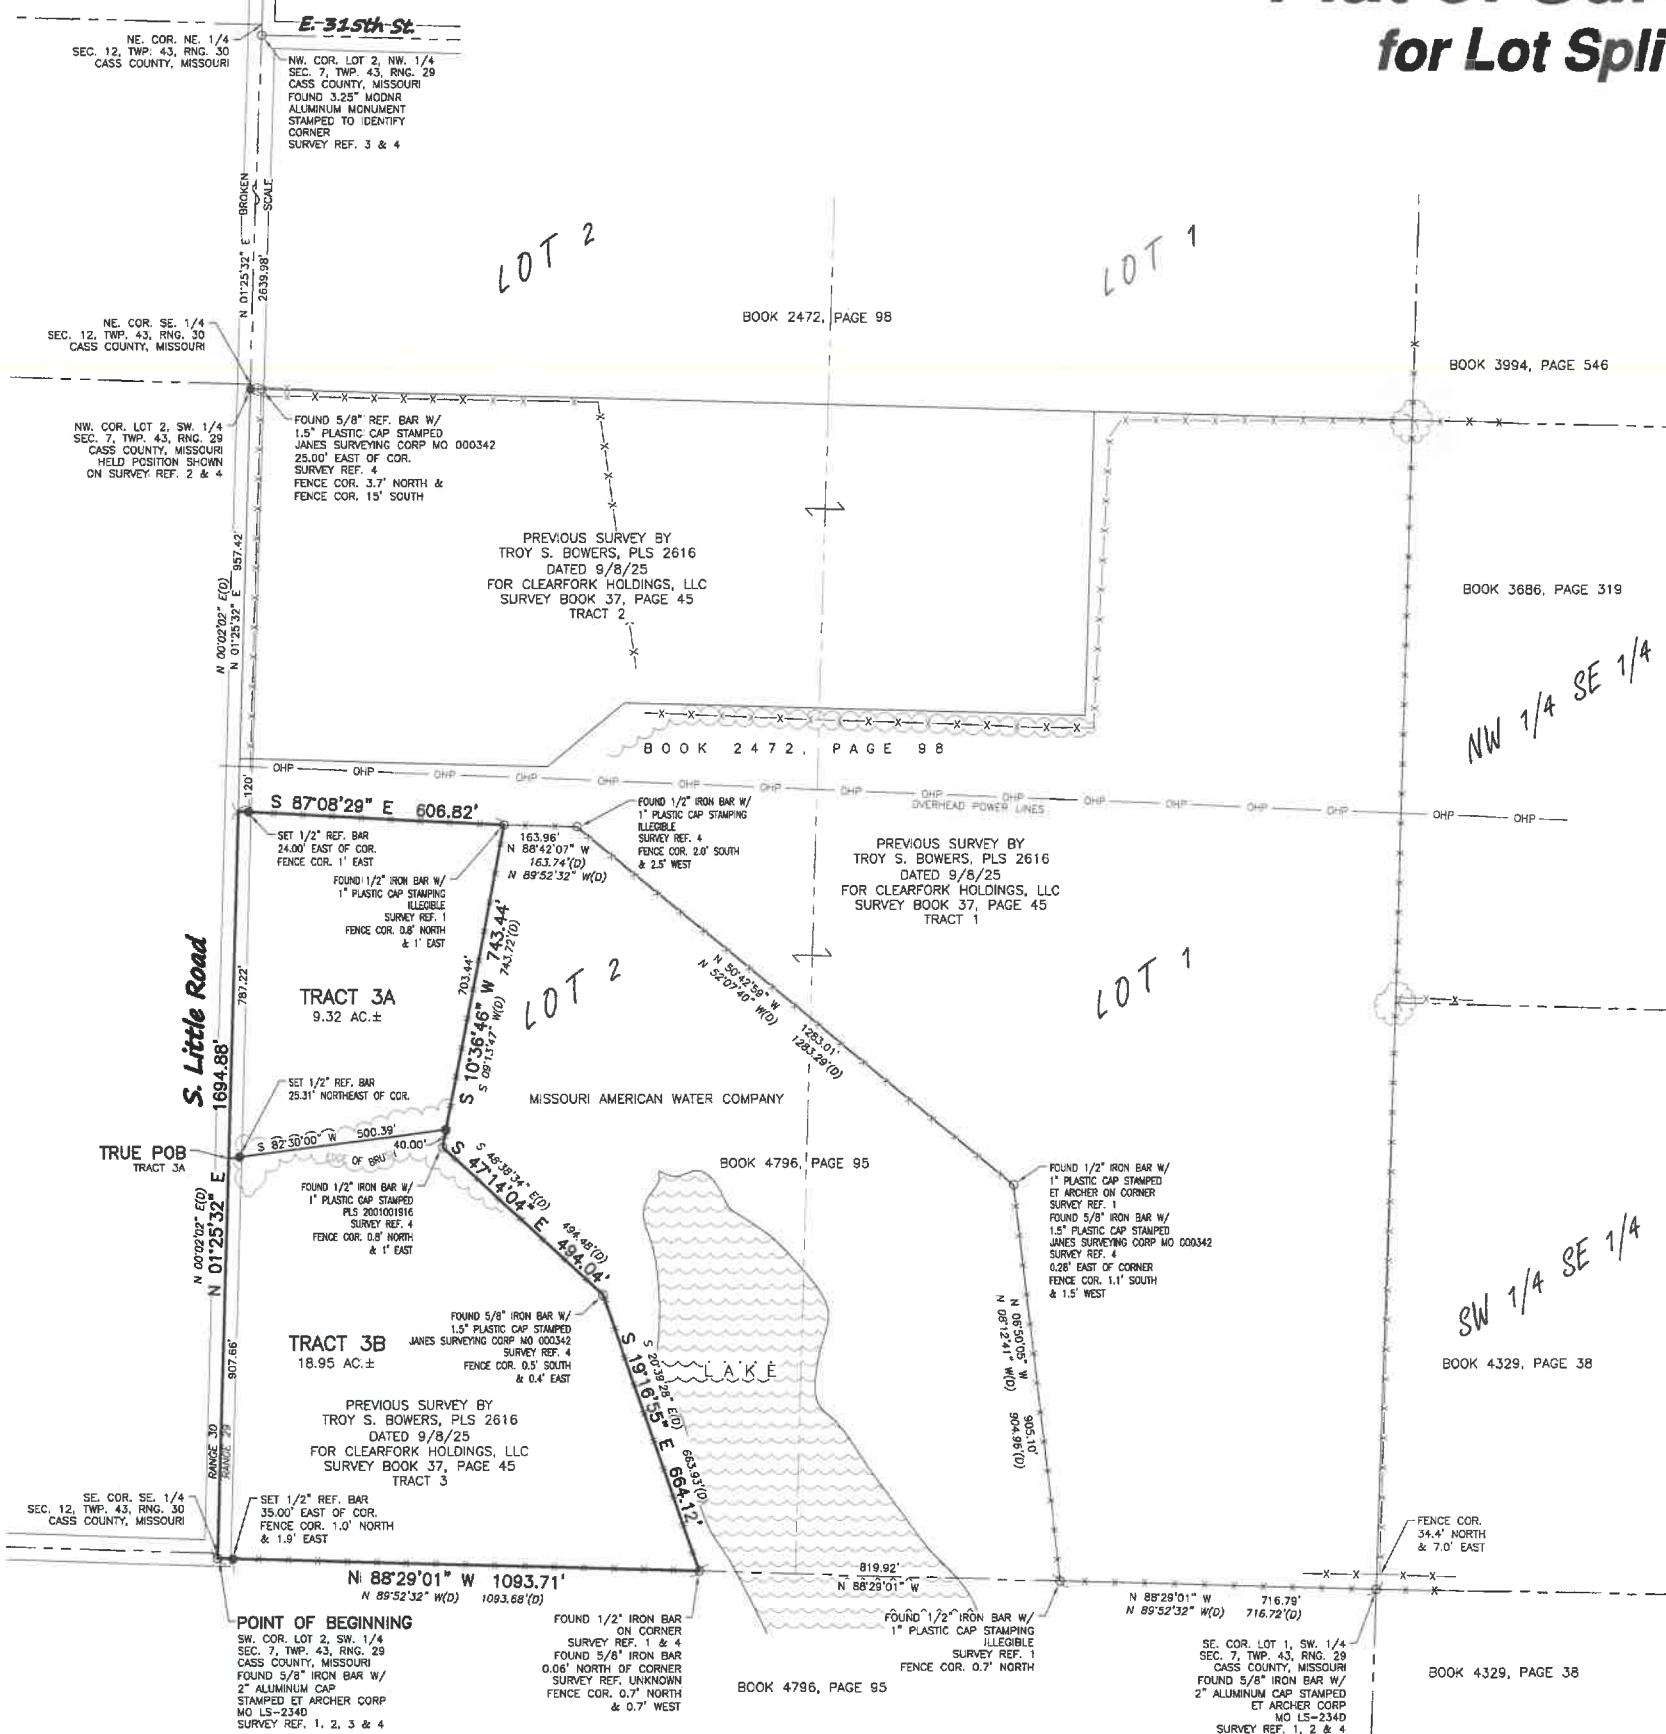 for Lot Spli
E. 315th St.
NE. COR. NE. 1/4
SEC. 12, TWP. 43, RNG. 30
CASS COUNTY, MISSOURI
NW. COR. LOT 2, NW. 1/4
SEC. 7, TWP. 43, RNG. 29
CASS COUNTY, MISSOURI
FOUND 3.25" MODNR
ALUMINUM MONUMENT
STAMPED TO IDENTIFY
CORNER
SURVEY REF. 3 & 4
N 01°25'32" E
BROKEN
SCALE
2639.98'
LOT 2
LOT 1
BOOK 2472, PAGE 98
NE. COR. SE. 1/4
SEC. 12, TWP. 43, RNG. 30
CASS COUNTY, MISSOURI
BOOK 3994, PAGE 546
NW. COR. LOT 2, SW. 1/4
SEC. 7, TWP. 43, RNG. 29
CASS COUNTY, MISSOURI
HELD POSITION SHOWN
ON SURVEY REF. 2 & 4
FOUND 5/8" REF. BAR W/
1.5" PLASTIC CAP STAMPED
JANES SURVEYING CORP MO 000342
25.00' EAST OF COR.
SURVEY REF. 4
FENCE COR. 3.7' NORTH &
FENCE COR. 15' SOUTH
PREVIOUS SURVEY BY
TROY S. BOWERS, PLS 2616
DATED 9/8/25
FOR CLEARFORK HOLDINGS, LLC
SURVEY BOOK 37, PAGE 45
TRACT 2
N 00°02'02" E(D)
N 01°25'32" E 957.42'
BOOK 3686, PAGE 319
NW 1/4 SE 1/4
BOOK 2472, PAGE 98
OHP OHP OHP OHP OHP OHP OHP OHP OHP OHP OHP OHP OHP OHP OHP
OVERHEAD POWER LINES
120'
S 87°08'29" E 606.82'
SET 1/2" REF. BAR
24.00' EAST OF COR.
FENCE COR. 1' EAST
163.96'
N 88°42'07" W
163.74'(D)
N 89°52'32" W(D)
FOUND 1/2" IRON BAR W/
1" PLASTIC CAP STAMPING
ILLEGIBLE
SURVEY REF. 4
FENCE COR. 2.0' SOUTH
& 2.5' WEST
FOUND 1/2" IRON BAR W/
1" PLASTIC CAP STAMPING
ILLEGIBLE
SURVEY REF. 1
FENCE COR. 0.8' NORTH
& 1' EAST
PREVIOUS SURVEY BY
TROY S. BOWERS, PLS 2616
DATED 9/8/25
FOR CLEARFORK HOLDINGS, LLC
SURVEY BOOK 37, PAGE 45
TRACT 1
S. Little Road
1694.88'
787.22'
TRACT 3A
9.32 AC.±
703.44'
S 10°36'46" W 743.44'
S 09°13'47" W(D) 743.72'(D)
LOT 2
N 50°42'59" W
N 52°07'40" W(D)
1283.01'
1283.29'(D)
LOT 1
SET 1/2" REF. BAR
25.31' NORTHEAST OF COR.
MISSOURI AMERICAN WATER COMPANY
TRUE POB
TRACT 3A
S 82°30'00" W 500.39'
40.00'
EDGE OF BRU
BOOK 4796, PAGE 95
FOUND 1/2" IRON BAR W/
1" PLASTIC CAP STAMPED
PLS 2001001916
SURVEY REF. 4
FENCE COR. 0.8' NORTH
& 1' EAST
S 48°38'34" E(D)
S 47°14'04" E
494.48'(D)
494.04'
FOUND 1/2" IRON BAR W/
1" PLASTIC CAP STAMPED
ET ARCHER ON CORNER
SURVEY REF. 1
FOUND 5/8" IRON BAR W/
1.5" PLASTIC CAP STAMPED
JANES SURVEYING CORP MO 000342
SURVEY REF. 4
0.28' EAST OF CORNER
FENCE COR. 1.1' SOUTH
& 1.5' WEST
N 00°02'02" E(D)
N 01°25'32" E
SW 1/4 SE 1/4
BOOK 4329, PAGE 38
TRACT 3B
18.95 AC.±
907.66'
FOUND 5/8" IRON BAR W/
1.5" PLASTIC CAP STAMPED
JANES SURVEYING CORP MO 000342
SURVEY REF. 4
FENCE COR. 0.5' SOUTH
& 0.4' EAST
S 20°39'28" E(D)
S 19°16'55" E
663.93'(D)
664.12'
LAKE
N 06°50'05" W
N 08°12'41" W(D)
905.10'
904.96'(D)
PREVIOUS SURVEY BY
TROY S. BOWERS, PLS 2616
DATED 9/8/25
FOR CLEARFORK HOLDINGS, LLC
SURVEY BOOK 37, PAGE 45
TRACT 3
RANGE 30
RANGE 29
SE. COR. SE. 1/4
SEC. 12, TWP. 43, RNG. 30
CASS COUNTY, MISSOURI
SET 1/2" REF. BAR
35.00' EAST OF COR.
FENCE COR. 1.0' NORTH
& 1.9' EAST
FENCE COR.
34.4' NORTH
& 7.0' EAST
N 88°29'01" W 1093.71'
N 89°52'32" W(D) 1093.68'(D)
819.92'
N 88°29'01" W
N 88°29'01" W 716.79'
N 89°52'32" W(D) 716.72'(D)
POINT OF BEGINNING
SW. COR. LOT 2, SW. 1/4
SEC. 7, TWP. 43, RNG. 29
CASS COUNTY, MISSOURI
FOUND 5/8" IRON BAR W/
2" ALUMINUM CAP
STAMPED ET ARCHER CORP
MO LS-234D
SURVEY REF. 1, 2, 3 & 4
FOUND 1/2" IRON BAR
ON CORNER
SURVEY REF. 1 & 4
FOUND 5/8" IRON BAR
0.06' NORTH OF CORNER
SURVEY REF. UNKNOWN
FENCE COR. 0.7' NORTH
& 0.7' WEST
BOOK 4796, PAGE 95
FOUND 1/2" IRON BAR W/
1" PLASTIC CAP STAMPING
ILLEGIBLE
SURVEY REF. 1
FENCE COR. 0.7' NORTH
SE. COR. LOT 1, SW. 1/4
SEC. 7, TWP. 43, RNG. 29
CASS COUNTY, MISSOURI
FOUND 5/8" IRON BAR W/
2" ALUMINUM CAP STAMPED
ET ARCHER CORP
MO LS-234D
SURVEY REF. 1, 2 & 4
BOOK 4329, PAGE 38